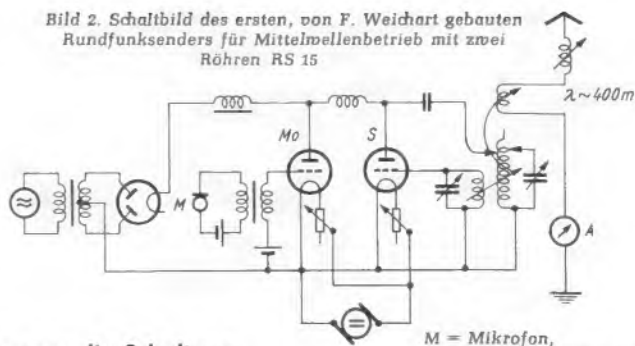 Bild 2. Schaltbild des ersten, von F. Weichart gebauten
Rundfunksenders für Mittelwellenbetrieb mit zwei
Röhren RS 15
λ~400m
Mo
S
M
A
M = Mikrofon,